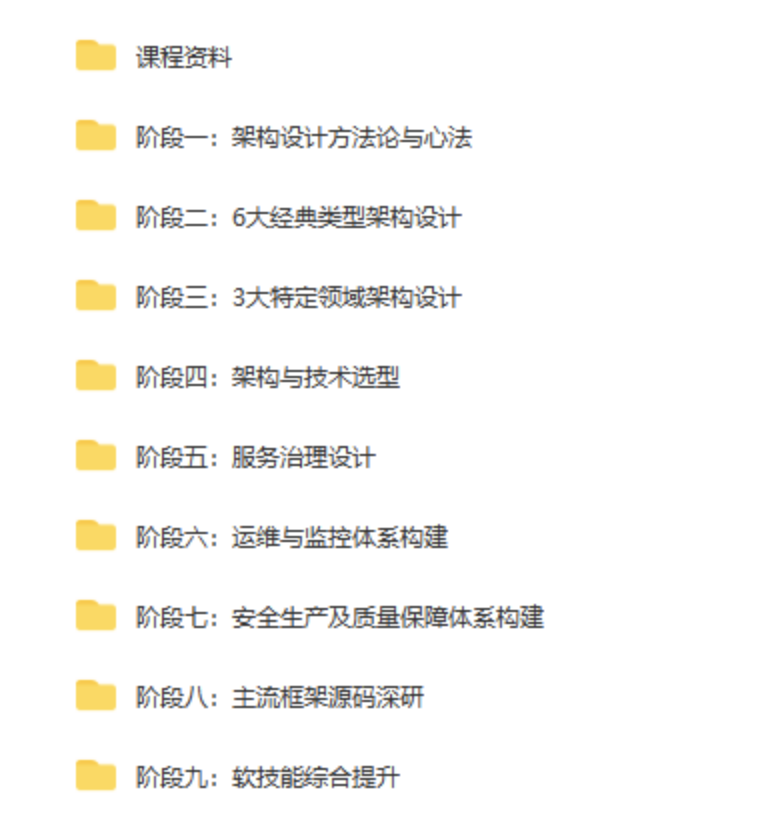 课程资料
阶段一：架构设计方法论与心法
阶段二：6大经典类型架构设计
阶段三：3大特定领域架构设计
阶段四：架构与技术选型
阶段五：服务治理设计
阶段六：运维与监控体系构建
阶段七：安全生产及质量保障体系构建
阶段八：主流框架源码深研
阶段九：软技能综合提升